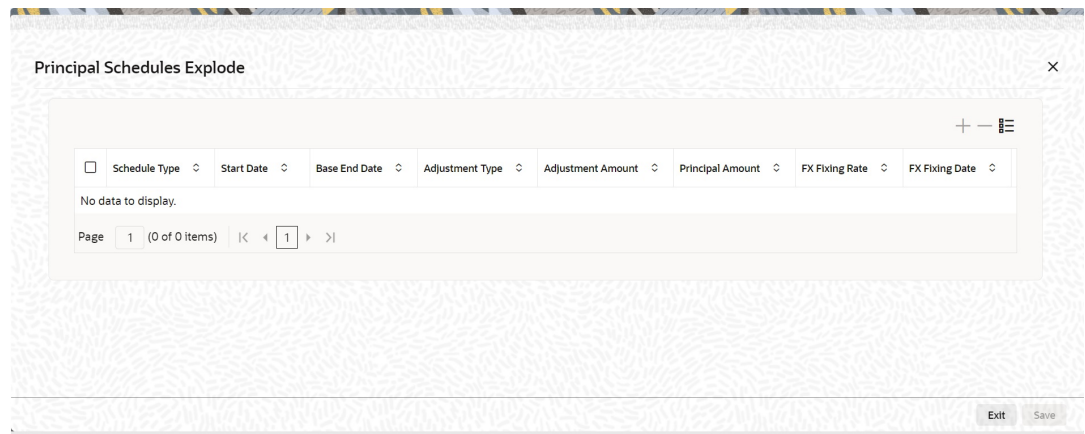 Principal Schedules Explode
Schedule Type Start Date Base End Date Adjustment Type Adjustment Amount Principal Amount FX Fixing Rate FX Fixing Date
No data to display.
Page 1 (0 of 0 items) 1
Exit Save